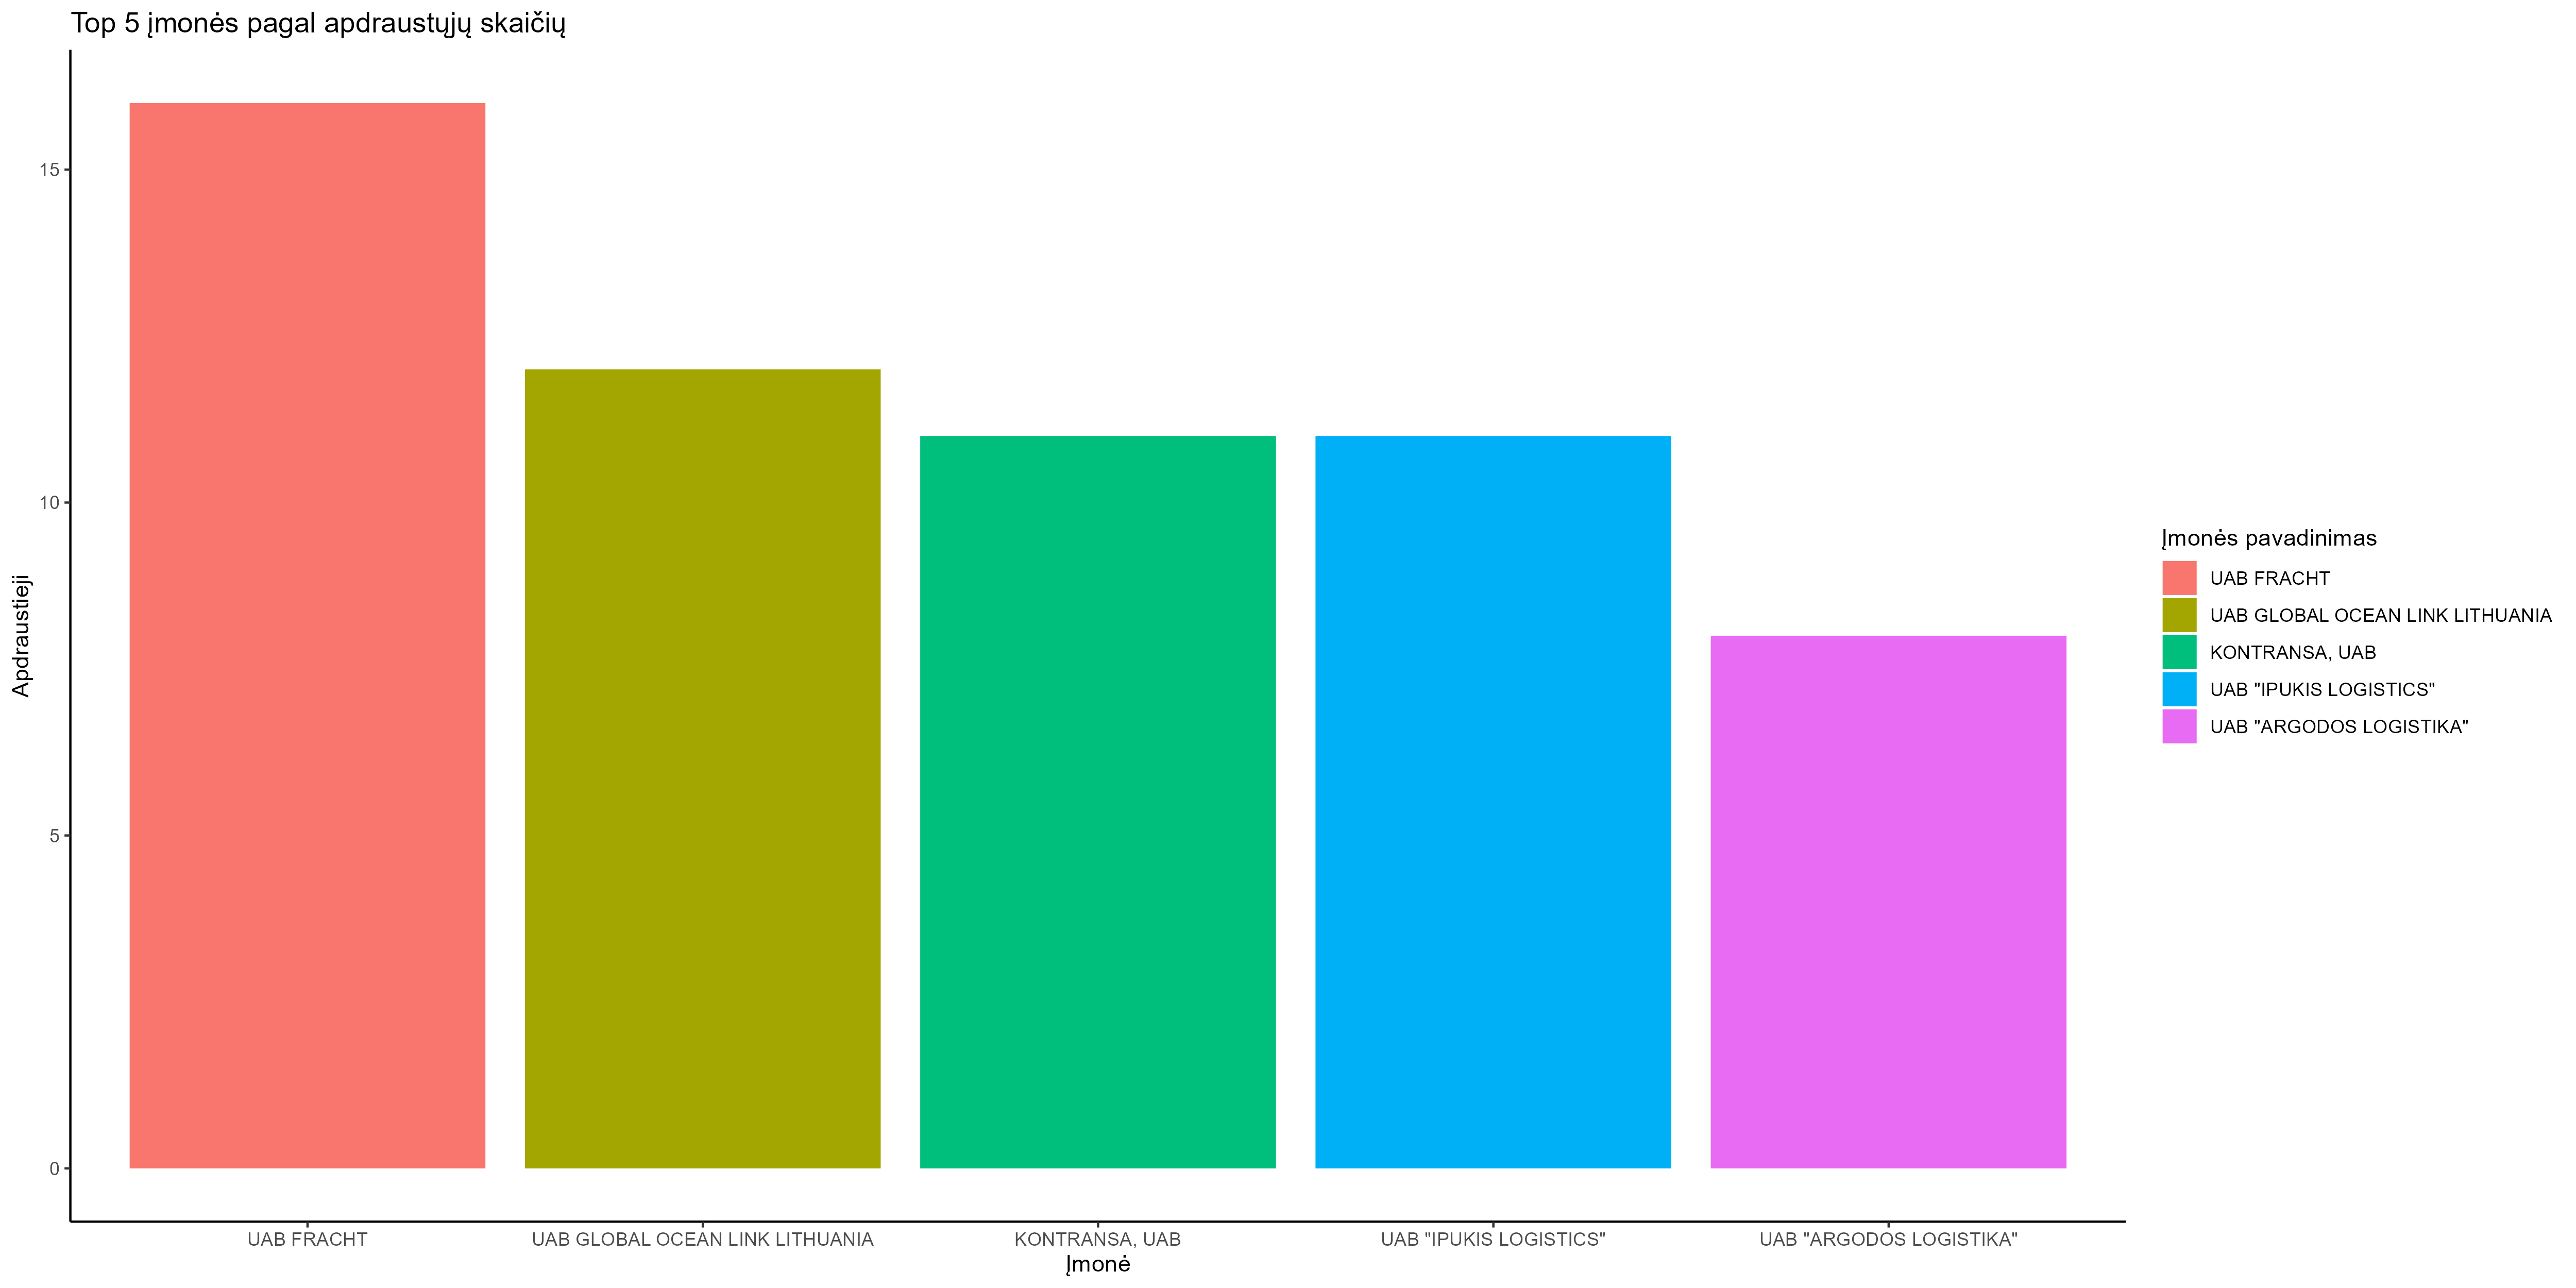 Top 5 įmonės pagal apdraustųjų skaičių
Apdraustieji
15
10
5
0
UAB FRACHT
UAB GLOBAL OCEAN LINK LITHUANIA
KONTRANSA, UAB
UAB "IPUKIS LOGISTICS"
UAB "ARGODOS LOGISTIKA"
Įmonė
Įmonės pavadinimas
UAB FRACHT
UAB GLOBAL OCEAN LINK LITHUANIA
KONTRANSA, UAB
UAB "IPUKIS LOGISTICS"
UAB "ARGODOS LOGISTIKA"